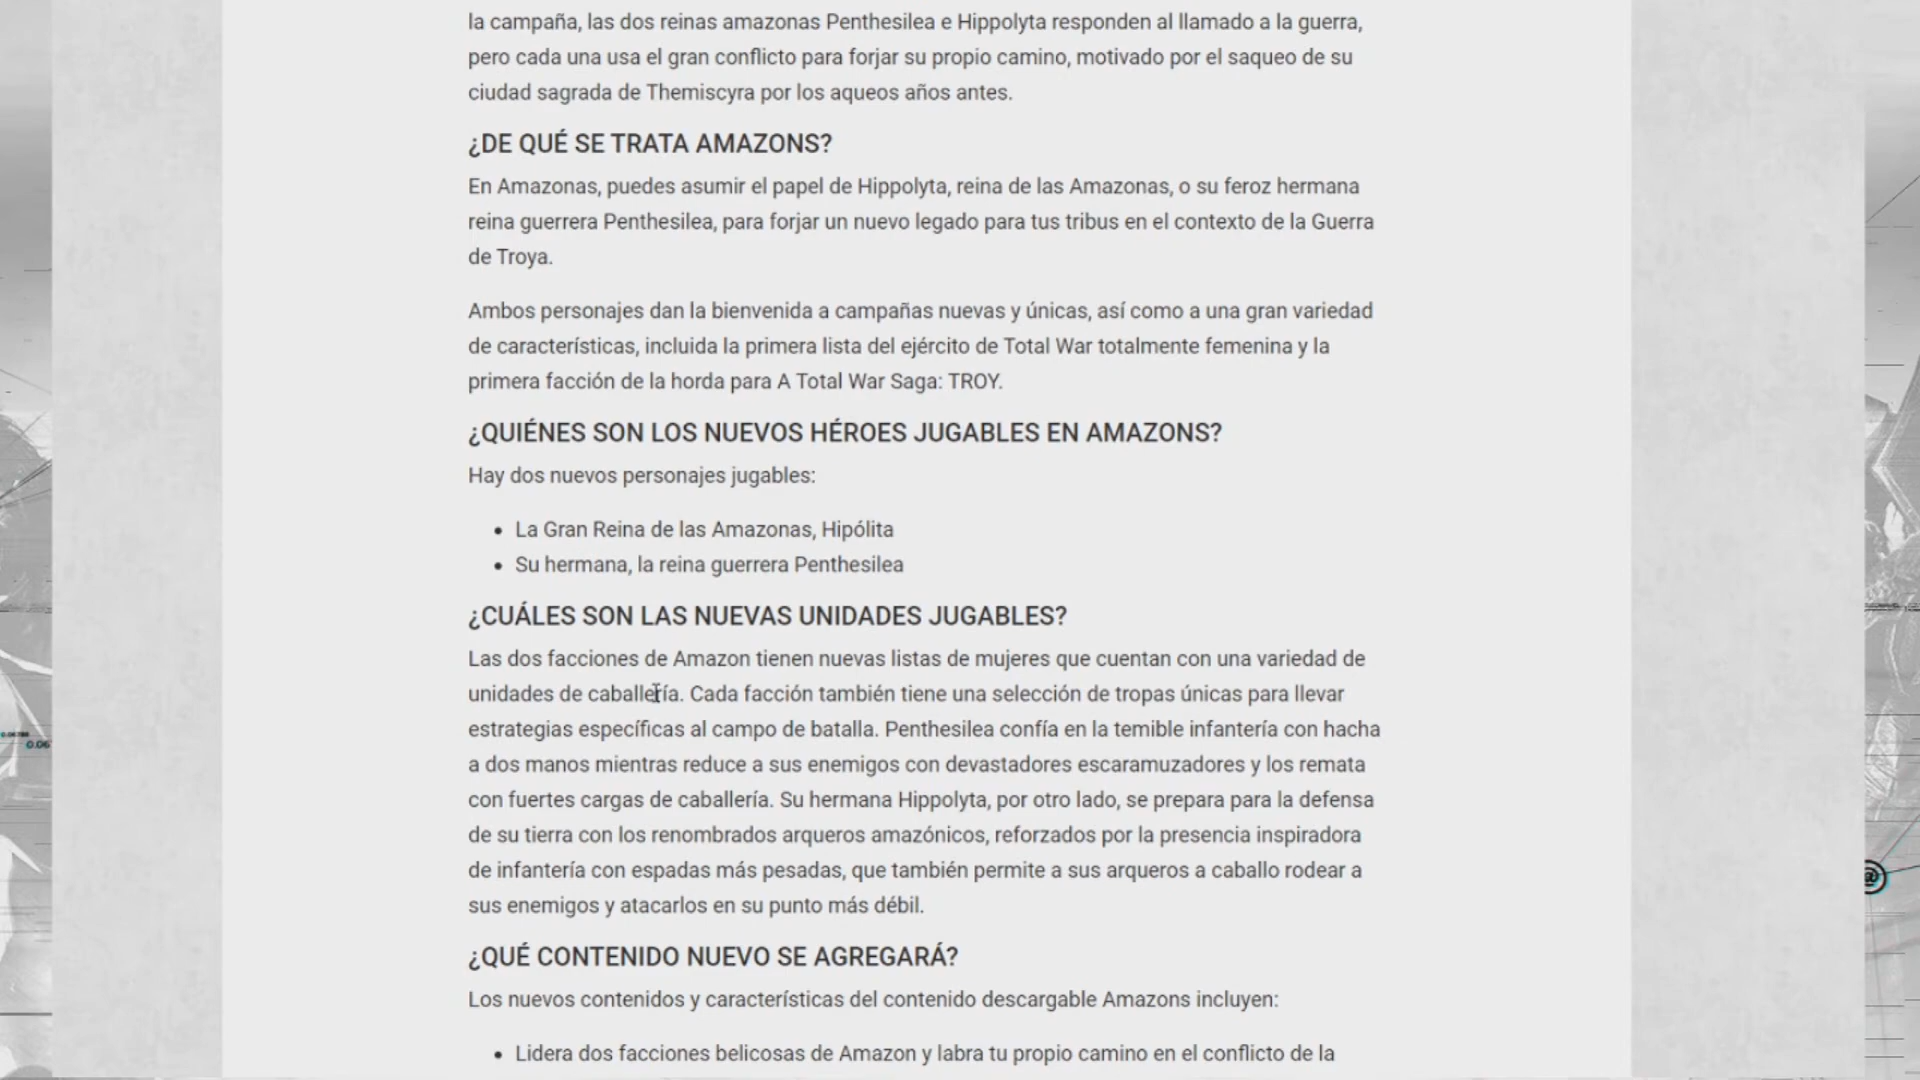 la campaña, las dos reinas amazonas Penthesilea e Hippolyta responden al llamado a la guerra,
pero cada una usa el gran conflicto para forjar su propio camino, motivado por el saqueo de su
ciudad sagrada de Themiscyra por los aqueos años antes.
¿DE QUÉ SE TRATA AMAZONS?
En Amazonas, puedes asumir el papel de Hippolyta, reina de las Amazonas, o su feroz hermana
reina guerrera Penthesilea, para forjar un nuevo legado para tus tribus en el contexto de la Guerra
de Troya.
Ambos personajes dan la bienvenida a campañas nuevas y únicas, así como a una gran variedad
de características, incluida la primera lista del ejército de Total War totalmente femenina y la
primera facción de la horda para A Total War Saga: TROY.
¿QUIÉNES SON LOS NUEVOS HÉROES JUGABLES EN AMAZONS?
Hay dos nuevos personajes jugables:
• La Gran Reina de las Amazonas, Hipólita
• Su hermana, la reina guerrera Penthesilea
¿CUÁLES SON LAS NUEVAS UNIDADES JUGABLES?
Las dos facciones de Amazon tienen nuevas listas de mujeres que cuentan con una variedad de
unidades de caballería. Cada facción también tiene una selección de tropas únicas para llevar
estrategias específicas al campo de batalla. Penthesilea confía en la temible infantería con hacha
a dos manos mientras reduce a sus enemigos con devastadores escaramuzadores y los remata
con fuertes cargas de caballería. Su hermana Hippolyta, por otro lado, se prepara para la defensa
de su tierra con los renombrados arqueros amazónicos, reforzados por la presencia inspiradora
de infantería con espadas más pesadas, que también permite a sus arqueros a caballo rodear a
sus enemigos y atacarlos en su punto más débil.
¿QUÉ CONTENIDO NUEVO SE AGREGARÁ?
Los nuevos contenidos y características del contenido descargable Amazons incluyen:
• Lidera dos facciones belicosas de Amazon y labra tu propio camino en el conflicto de la
0.06
@